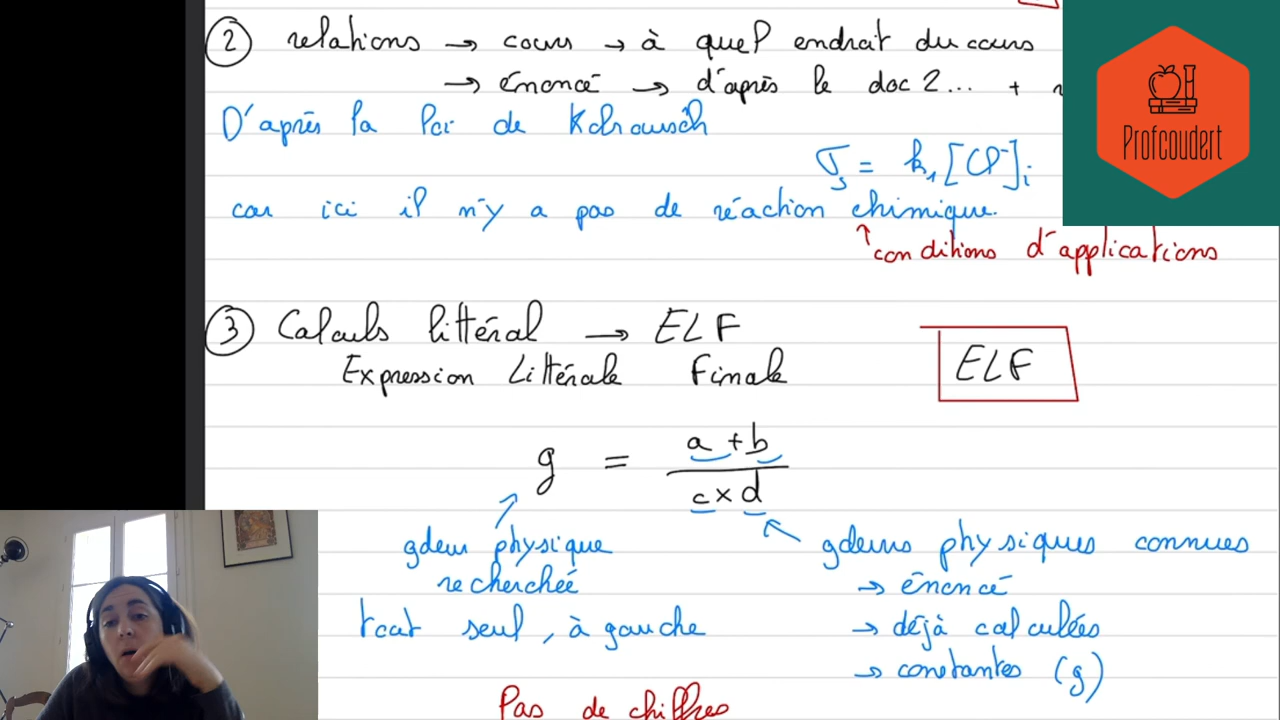 ② relations → cours → à quel endroit du cours
→ énoncé → d'après le doc 2... +
D'après la loi de Kolrausch
σs = k₁[Cl⁻]i
car ici il n'y a pas de réaction chimique.
↑ conditions d'applications
③ Calculs littéral → ELF
Expression Littérale Finale
ELF
g = (a + b) / (c × d)
gdeur physique
recherchée
tout seul, à gauche
gdeurs physiques connues
→ énoncé
→ déjà calculées
→ constantes (g)
Pas de chiffres
Profcoudert